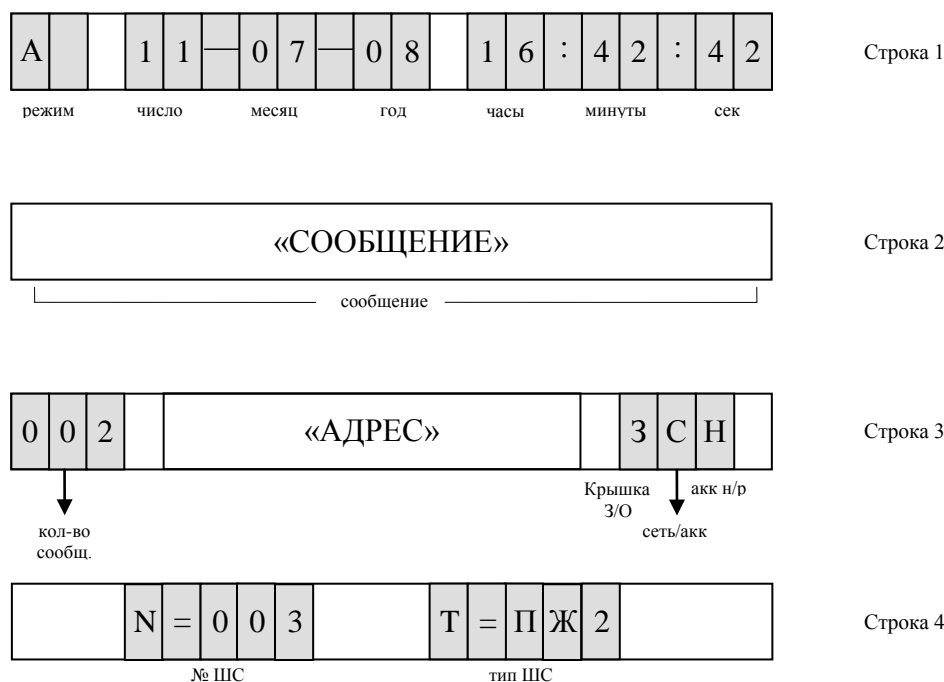 А 11—07—08 16:42:42 Строка 1
режим число месяц год часы минуты сек
«СООБЩЕНИЕ» Строка 2
сообщение
002 «АДРЕС» ЗСН Строка 3
Крышка З/О акк н/р
кол-во сообщ. сеть/акк
N=003 Т=ПЖ2 Строка 4
№ ШС тип ШС